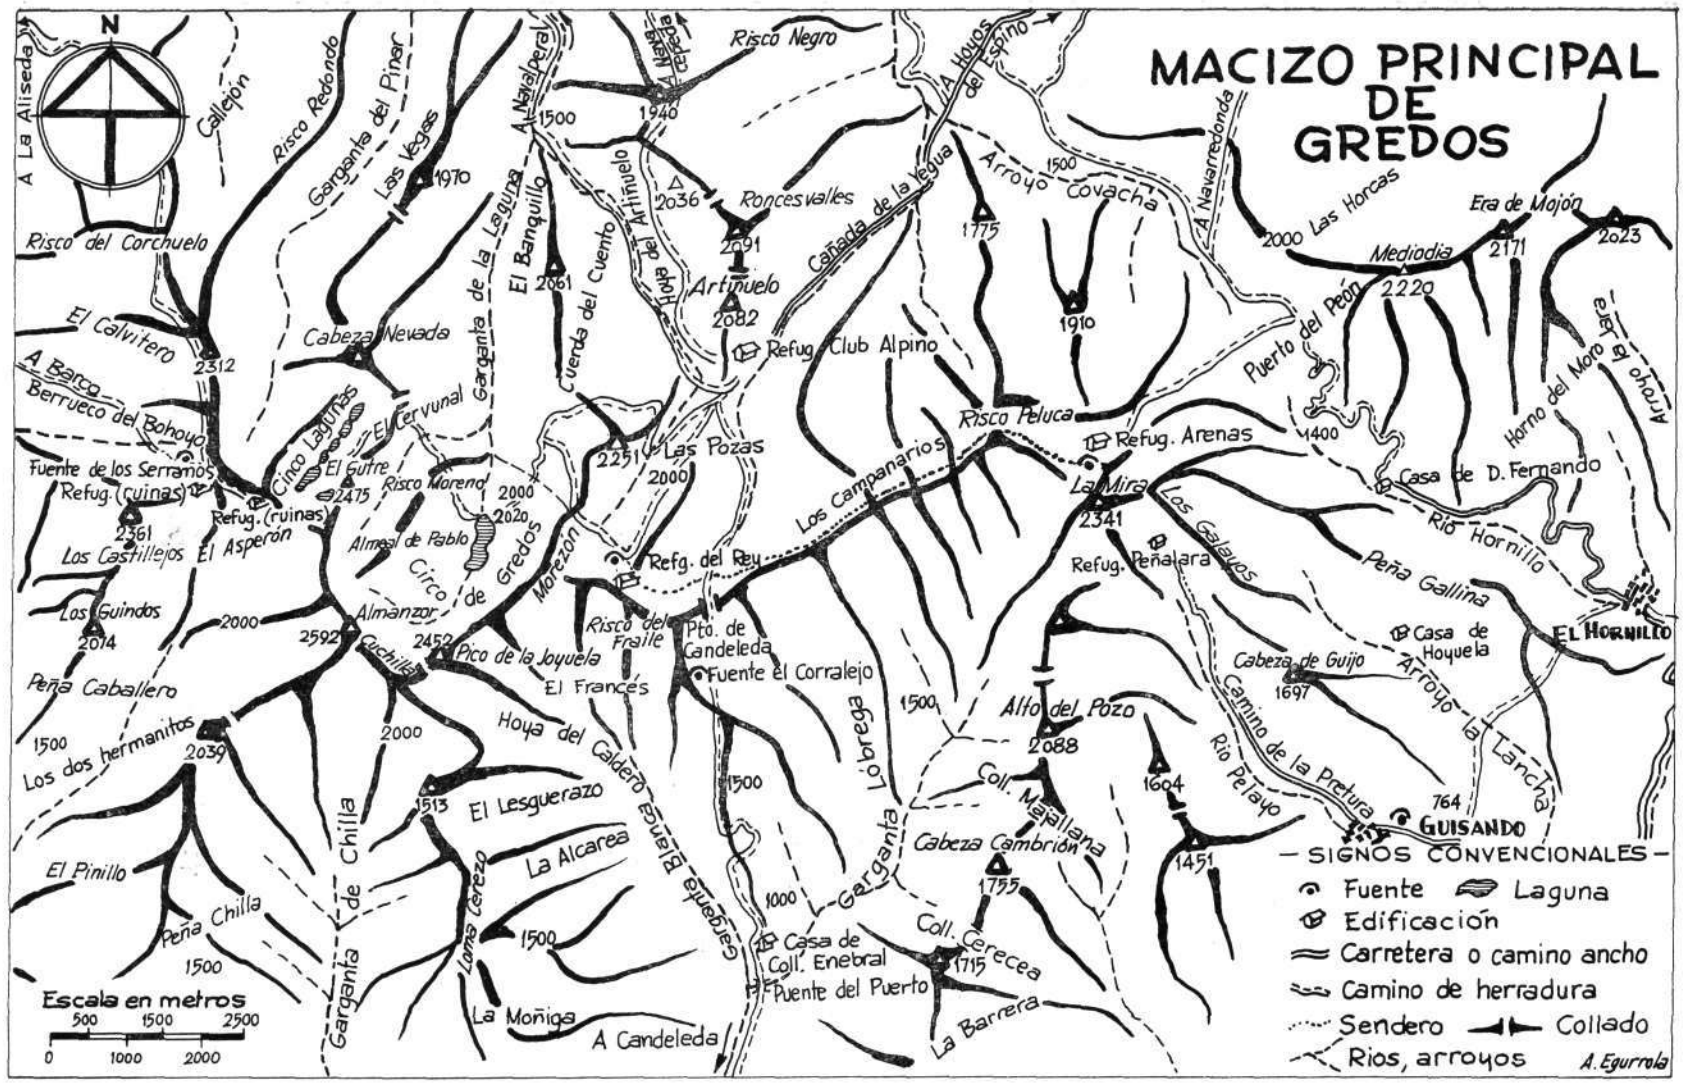 MACIZO PRINCIPAL
DE
GREDOS
N
A La Aliseda
Callejón
Risco Redondo
Garganta del Pinar
Las Vegas
1970
A Navalperal
1500
A Nava
cepeda
Risco Negro
1940
A Hoyos
del Espino
Arroyo Covacha
1500
A Navarredonda
2000 Las Horcas
Era de Mojón
2171
2023
Mediodia
2220
Risco del Corchuelo
El Calvitero
2312
Cabeza Nevada
Garganta de la Laguna
El Banquillo
2061
Cuerda del Cuento
Hoya del Artiñuelo
2036
Roncesvalles
2091
Artiñuelo
2082
Cañada de la Yegua
1775
1910
Puerto del Peón
Horno del Moro
Arroyo La Jara
Refug. Club Alpino
A Barco
Berrueco del Bohoyo
Fuente de los Serranos
Refug. (ruinas)
2361
Los Castillejos
El Asperón
Refug. (ruinas)
Cinco Lagunas
El Gutre
2475
El Cervunal
Risco Moreno
2000
2020
Almeal de Pablo
Circo de Gredos
Morezón
2251
Las Pozas
2000
Los Campanarios
Risco Peluca
Refug. Arenas
La Mira
2341
Los Galayos
1400
Casa de D. Fernando
Río Hornillo
Refug. Peñalara
Peña Gallina
EL HORNILLO
Los Guindos
2014
2000
Almanzor
2592
Cuchilla
2452
Pico de la Joyuela
Refg. del Rey
Risco del
Fraile
Pto. de
Candeleda
El Francés
Fuente el Corralejo
Casa de
Hoyuela
Cabeza de Guijo
1697
Arroyo la Lancha
Peña Caballero
1500
Los dos hermanitos
2039
2000
Hoya del Caldero
1513
El Lesguerazo
La Alcarea
Garganta Blanca
1500
Lóbrega
1500
Alto del Pozo
2088
Coll. Majallana
1604
1451
Camino de la Pretura
Río Pelayo
764
GUISANDO
El Pinillo
Peña Chilla
1500
Garganta de Chilla
Garganta de Chilla
Loma Cerezo
1500
La Moñiga
A Candeleda
1000
Garganta
Garganta
Cabeza Cambrión
1755
Casa de
Coll. Enebral
Puente del Puerto
Coll. Cerecea
1715
La Barrera
Escala en metros
500 1500 2500
0 1000 2000
— SIGNOS CONVENCIONALES —
Fuente Laguna
Edificación
Carretera o camino ancho
Camino de herradura
Sendero Collado
Rios, arroyos
A. Egurrola